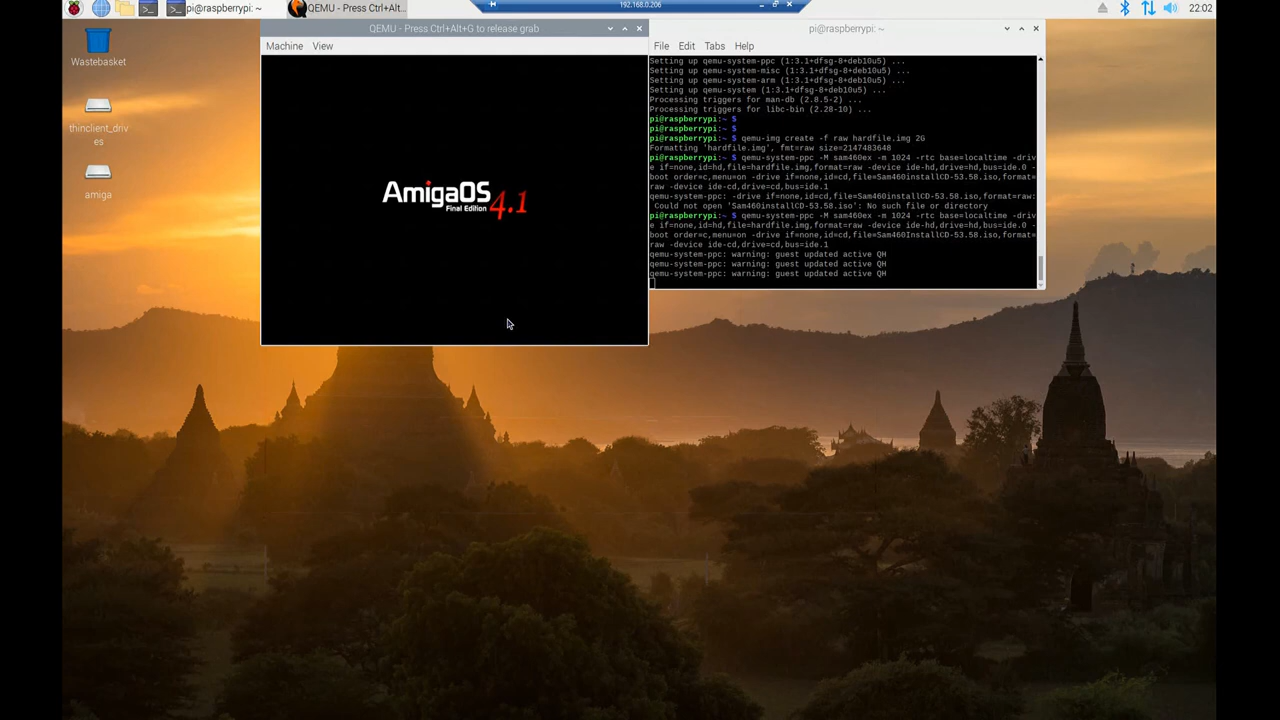 pi@raspberrypi: ~
QEMU - Press Ctrl+Alt...
192.168.0.206
22:02
QEMU - Press Ctrl+Alt+G to release grab
Machine View
AmigaOS 4.1
Final Edition
Wastebasket
thinclient_driv
es
amiga
pi@raspberrypi: ~
File Edit Tabs Help
Setting up qemu-system-ppc (1:3.1+dfsg-8+deb10u5) ...
Setting up qemu-system-misc (1:3.1+dfsg-8+deb10u5) ...
Setting up qemu-system-arm (1:3.1+dfsg-8+deb10u5) ...
Setting up qemu-system (1:3.1+dfsg-8+deb10u5) ...
Processing triggers for man-db (2.8.5-2) ...
Processing triggers for libc-bin (2.28-10) ...
pi@raspberrypi:~ $
pi@raspberrypi:~ $
pi@raspberrypi:~ $ qemu-img create -f raw hardfile.img 2G
Formatting 'hardfile.img', fmt=raw size=2147483648
pi@raspberrypi:~ $ qemu-system-ppc -M sam460ex -m 1024 -rtc base=localtime -driv
e if=none,id=hd,file=hardfile.img,format=raw -device ide-hd,drive=hd,bus=ide.0 -
boot order=c,menu=on -drive if=none,id=cd,file=Sam460installCD-53.58.iso,format=
raw -device ide-cd,drive=cd,bus=ide.1
qemu-system-ppc: -drive if=none,id=cd,file=Sam460installCD-53.58.iso,format=raw:
Could not open 'Sam460installCD-53.58.iso': No such file or directory
pi@raspberrypi:~ $ qemu-system-ppc -M sam460ex -m 1024 -rtc base=localtime -driv
e if=none,id=hd,file=hardfile.img,format=raw -device ide-hd,drive=hd,bus=ide.0 -
boot order=c,menu=on -drive if=none,id=cd,file=Sam460InstallCD-53.58.iso,format=
raw -device ide-cd,drive=cd,bus=ide.1
qemu-system-ppc: warning: guest updated active QH
qemu-system-ppc: warning: guest updated active QH
qemu-system-ppc: warning: guest updated active QH